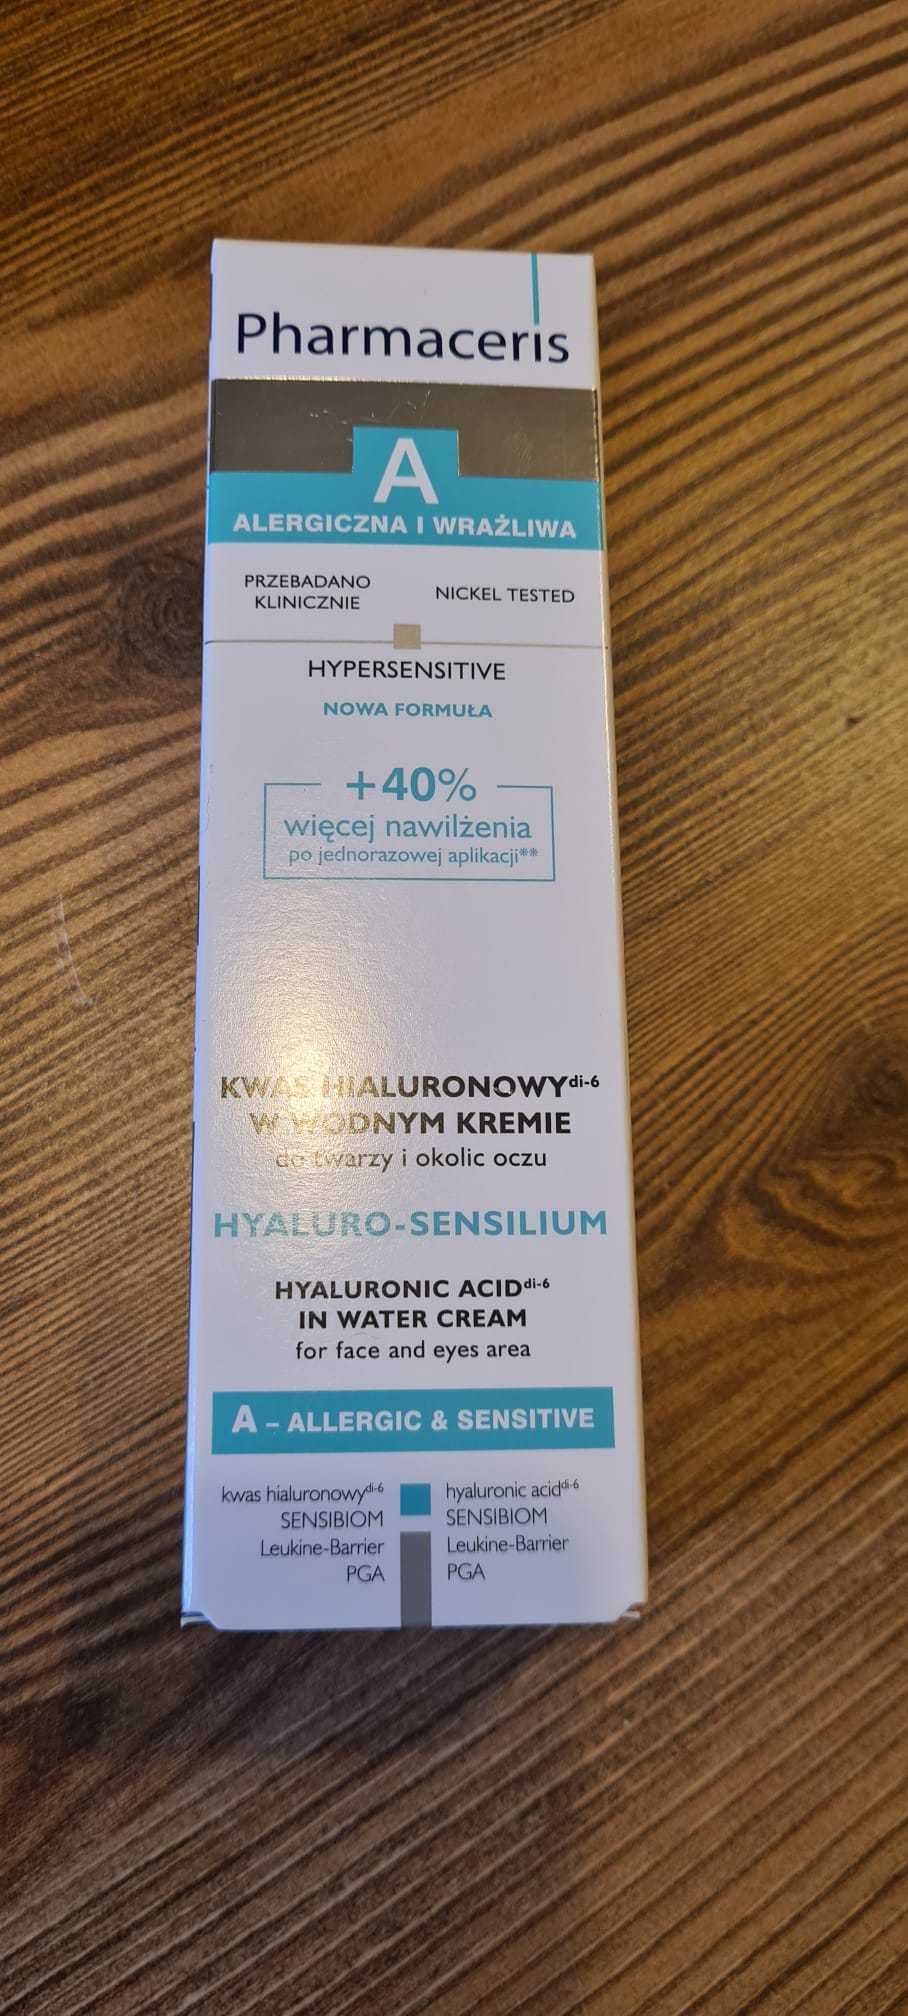 Pharmaceris
A
ALERGICZNA I WRAŻLIWA
PRZEBADANO
KLINICZNIE
NICKEL TESTED
HYPERSENSITIVE
NOWA FORMUŁA
+40%
więcej nawilżenia
po jednorazowej aplikacji**
KWAS HIALURONOWYdi-6
W WODNYM KREMIE
do twarzy i okolic oczu
HYALURO-SENSILIUM
HYALURONIC ACIDdi-6
IN WATER CREAM
for face and eyes area
A – ALLERGIC & SENSITIVE
kwas hialuronowydi-6
SENSIBIOM
Leukine-Barrier
PGA
hyaluronic aciddi-6
SENSIBIOM
Leukine-Barrier
PGA